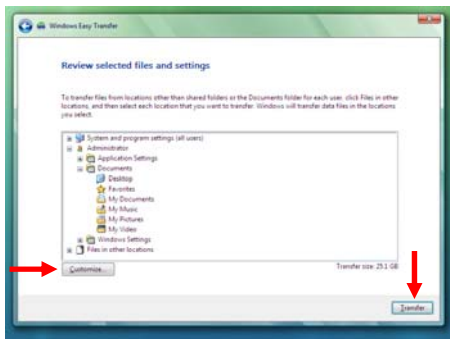 Windows Easy Transfer
Review selected files and settings
To transfer files from locations other than shared folders or the Documents folder for each user, click Files in other
locations, and then select each location that you want to transfer. Windows will transfer data files in the locations
you select.
System and program settings (all users)
Administrator
Application Settings
Documents
Desktop
Favorites
My Documents
My Music
My Pictures
My Video
Windows Settings
Files in other locations
Customize...
Transfer size: 29.1 GB
Transfer